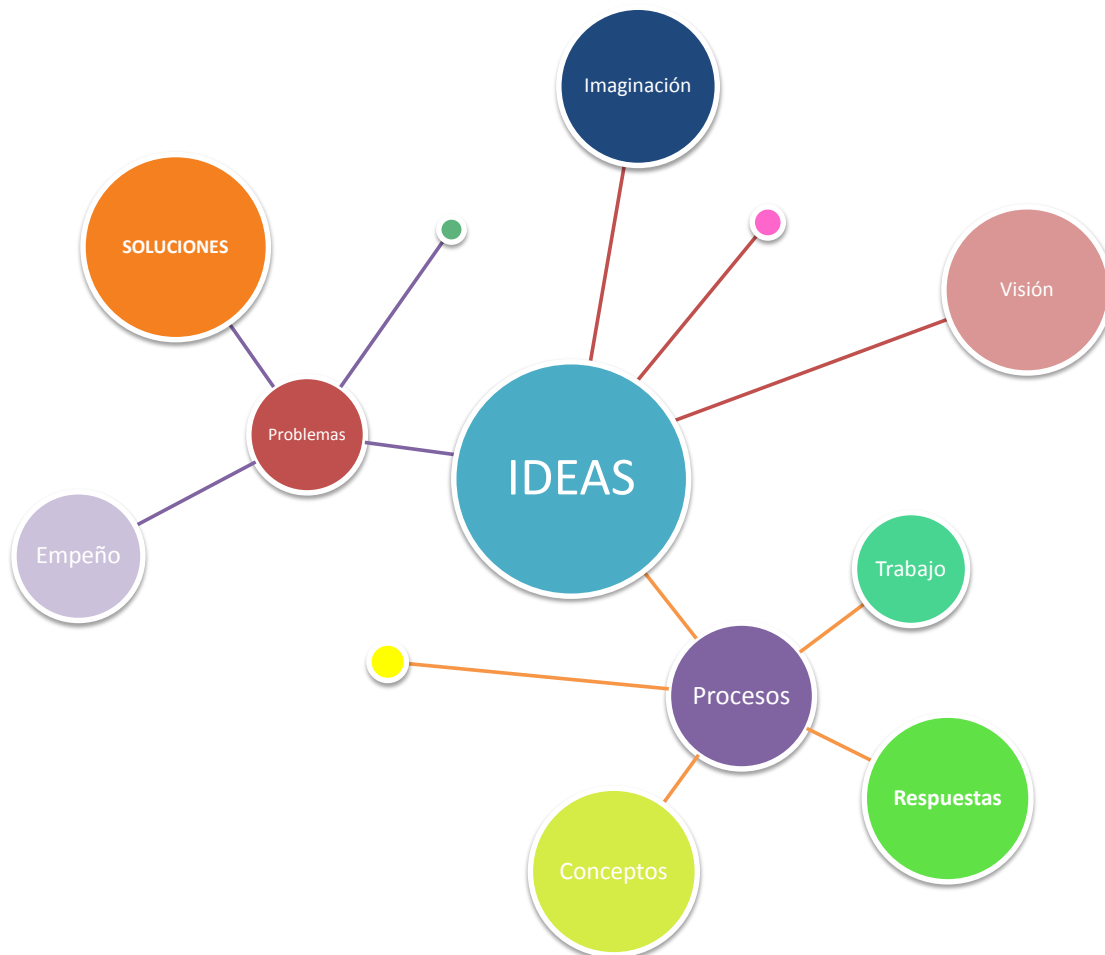 Imaginación
SOLUCIONES
Visión
Problemas
IDEAS
Empeño
Trabajo
Procesos
Respuestas
Conceptos